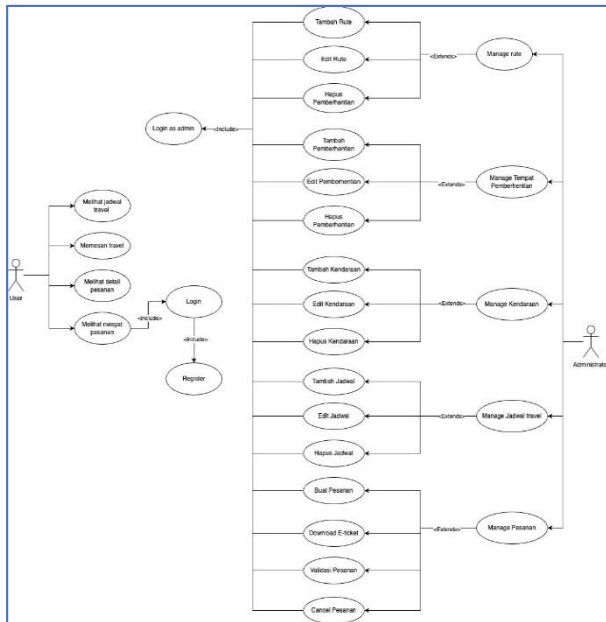 Tambah Rute
Edit Rute
<Extends>
Manage rute
Hapus
Pemberhentian
Login as admin
<Include>
Tambah
Pemberhentian
Edit Pemberhentian
<Extends>
Manage Tempat
Pemberhentian
Hapus
Pemberhentian
Melihat jadwal
travel
Memesan travel
Melihat detail
pesanan
Melihat riwayat
pesanan
User
<Include>
Login
<Include>
Register
Tambah Kendaraan
Edit Kendaraan
<Extends>
Manage Kendaraan
Hapus Kendaraan
Tambah Jadwal
Edit Jadwal
<Extends>
Manage Jadwal travel
Hapus Jadwal
Administrato
Buat Pesanan
Download E-ticket
<Extends>
Manage Pesanan
Validasi Pesanan
Cancel Pesanan